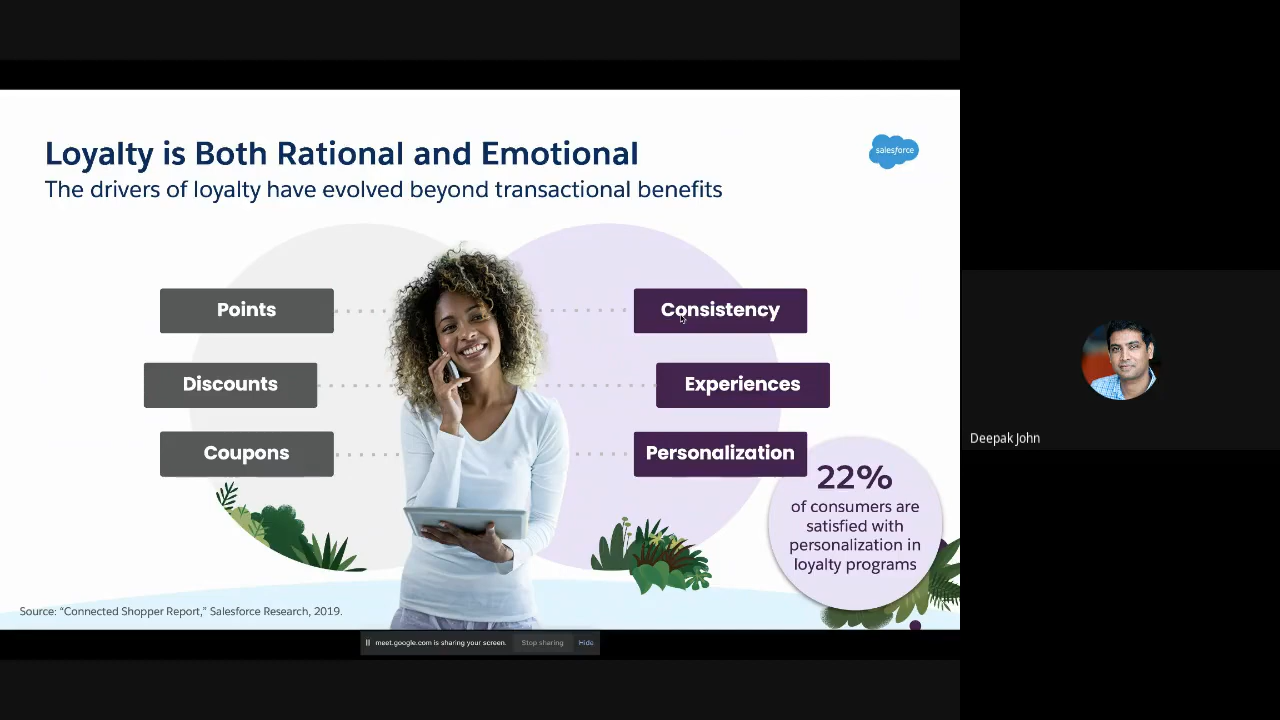 Loyalty is Both Rational and Emotional
The drivers of loyalty have evolved beyond transactional benefits
salesforce
Points
Consistency
Discounts
Experiences
Coupons
Personalization
22%
of consumers are
satisfied with
personalization in
loyalty programs
Source: “Connected Shopper Report,” Salesforce Research, 2019.
meet.google.com is sharing your screen. Stop sharing Hide
Deepak John